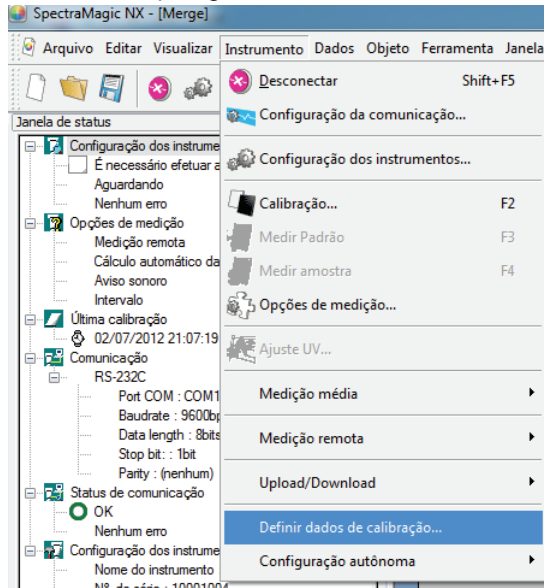 SpectraMagic NX - [Merge]
Arquivo Editar Visualizar Instrumento Dados Objeto Ferramenta Janela
Janela de status
Configuração dos instrume
É necessário efetuar a
Aguardando
Nenhum erro
Opções de medição
Medição remota
Cálculo automático da
Aviso sonoro
Intervalo
Última calibração
02/07/2012 21:07:19
Comunicação
RS-232C
Port COM : COM1
Baudrate : 9600bp
Data length : 8bits
Stop bit: : 1bit
Parity : (nenhum)
Status de comunicação
OK
Nenhum erro
Configuração dos instrume
Nome do instrumento
Nº de série : 10001004
Desconectar Shift+F5
Configuração da comunicação...
Configuração dos instrumentos...
Calibração... F2
Medir Padrão F3
Medir amostra F4
Opções de medição...
Ajuste UV...
Medição média
Medição remota
Upload/Download
Definir dados de calibração...
Configuração autônoma